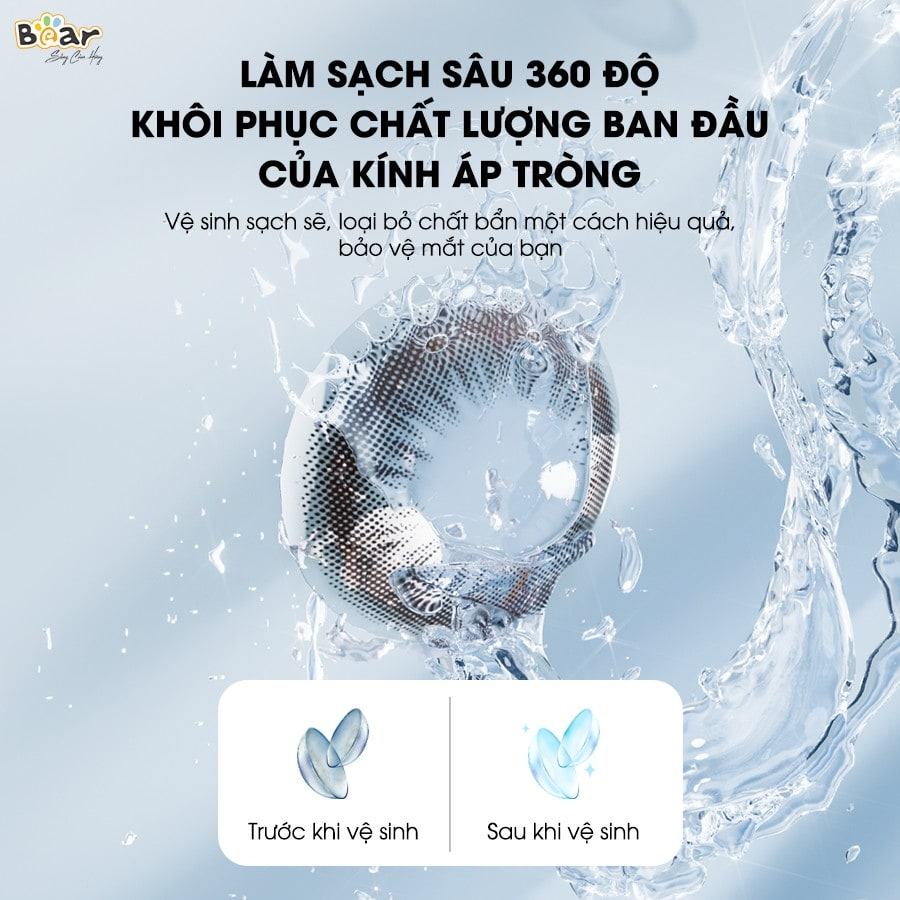 Bear
LÀM SẠCH SÂU 360 ĐỘ
KHÔI PHỤC CHẤT LƯỢNG BAN ĐẦU
CỦA KÍNH ÁP TRÒNG
Vệ sinh sạch sẽ, loại bỏ chất bẩn một cách hiệu quả,
bảo vệ mắt của bạn
Trước khi vệ sinh
Sau khi vệ sinh